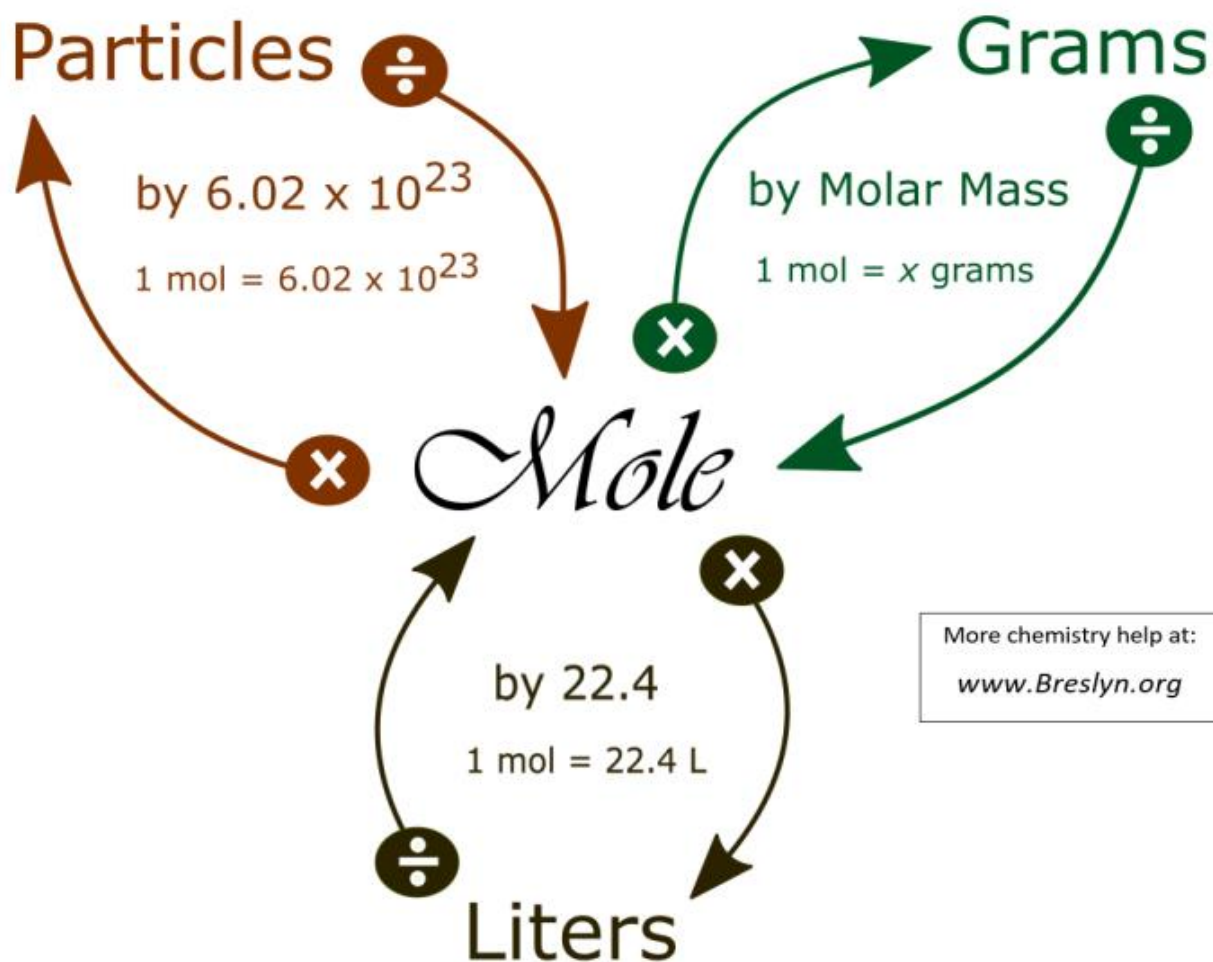 Particles ÷
by 6.02 x 10²³
1 mol = 6.02 x 10²³
×
Grams
÷
by Molar Mass
1 mol = x grams
×
Mole
×
by 22.4
1 mol = 22.4 L
÷
Liters
More chemistry help at:
www.Breslyn.org